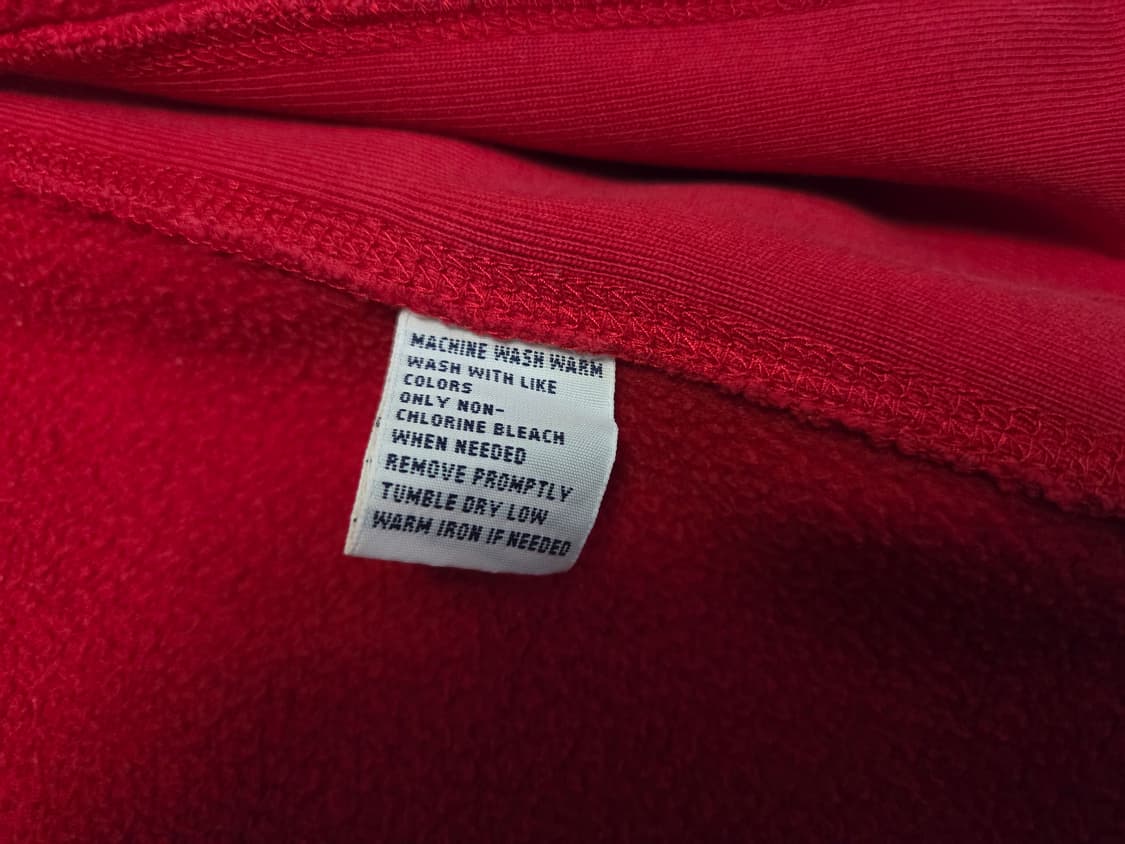 MACHINE WASH WARM
WASH WITH LIKE
COLORS
ONLY NON-
CHLORINE BLEACH
WHEN NEEDED
REMOVE PROMPTLY
TUMBLE DRY LOW
WARM IRON IF NEEDED